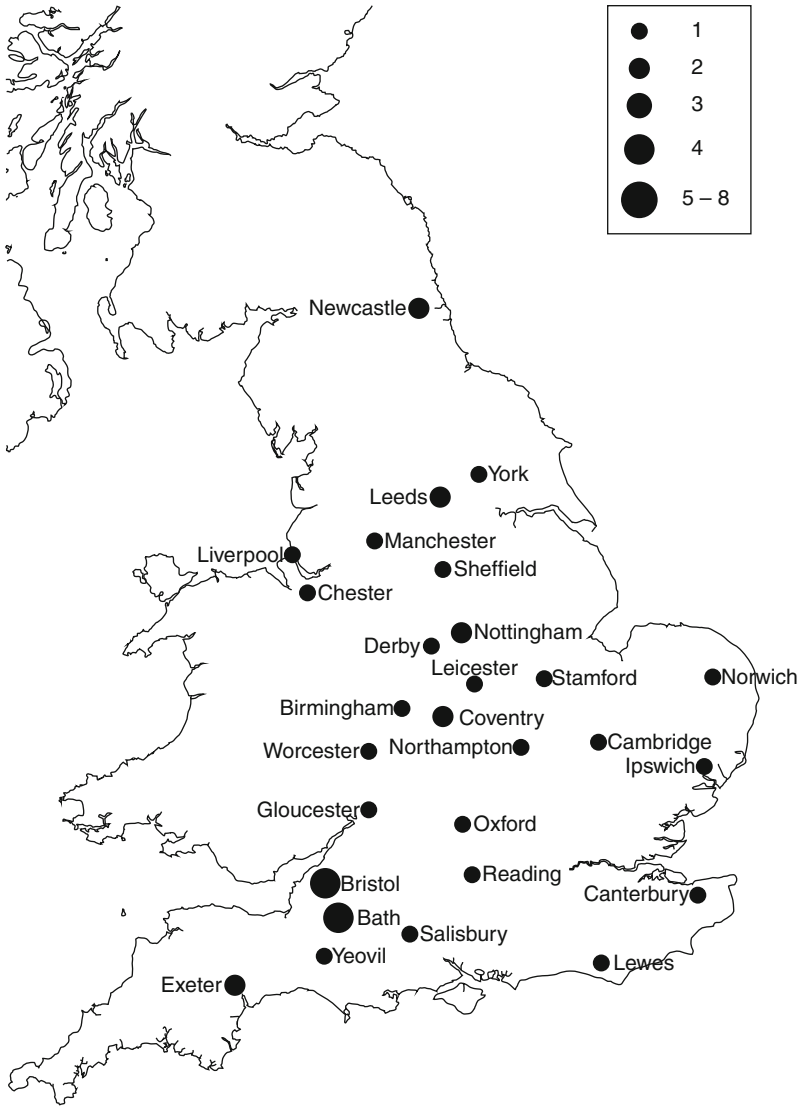 1
2
3
4
5 – 8
Newcastle
York
Leeds
Manchester
Liverpool
Sheffield
Chester
Nottingham
Derby
Leicester
Stamford
Norwich
Birmingham
Coventry
Cambridge
Northampton
Worcester
Ipswich
Gloucester
Oxford
Reading
Bristol
Canterbury
Bath
Salisbury
Yeovil
Lewes
Exeter